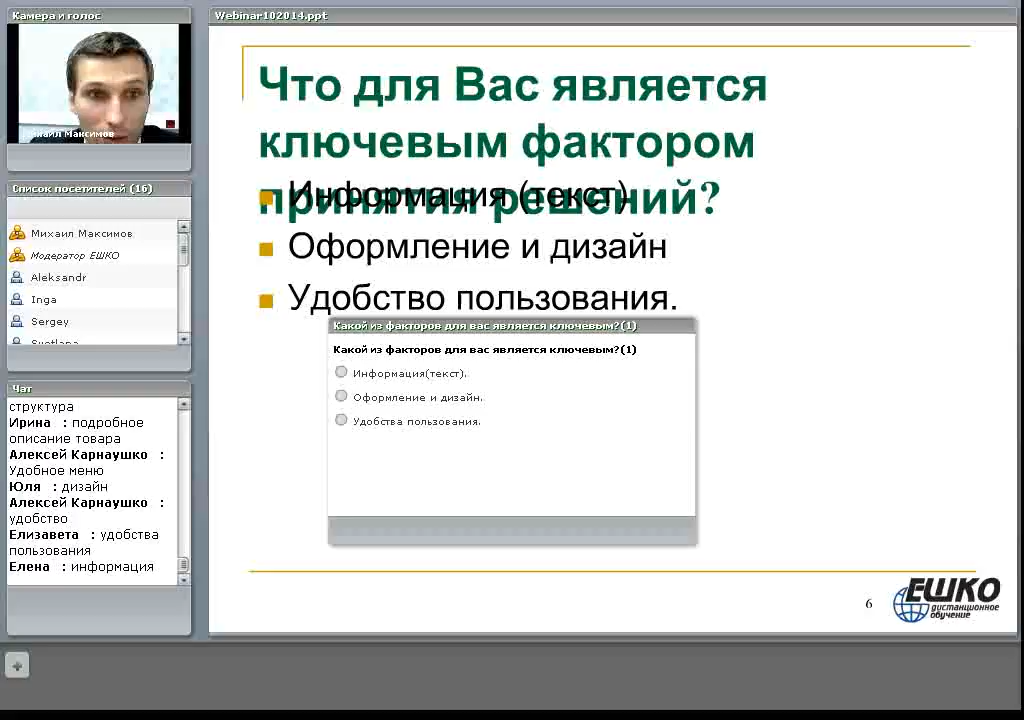 Камера и голос
Михаил Максимов
Список посетителей (16)
Михаил Максимов
Модератор ЕШКО
Aleksandr
Inga
Sergey
Svetlana
Чат
структура
Ирина : подробное
описание товара
Алексей Карнаушко :
Удобное меню
Юля : дизайн
Алексей Карнаушко :
удобство
Елизавета : удобства
пользования
Елена : информация
Webinar102014.ppt
Что для Вас является
ключевым фактором
принятия решений?
Информация (текст)
Оформление и дизайн
Удобство пользования.
Какой из факторов для вас является ключевым?(1)
Какой из факторов для вас является ключевым?(1)
Информация(текст).
Оформление и дизайн.
Удобства пользования.
6
ЕШКО
дистанционное
обучение